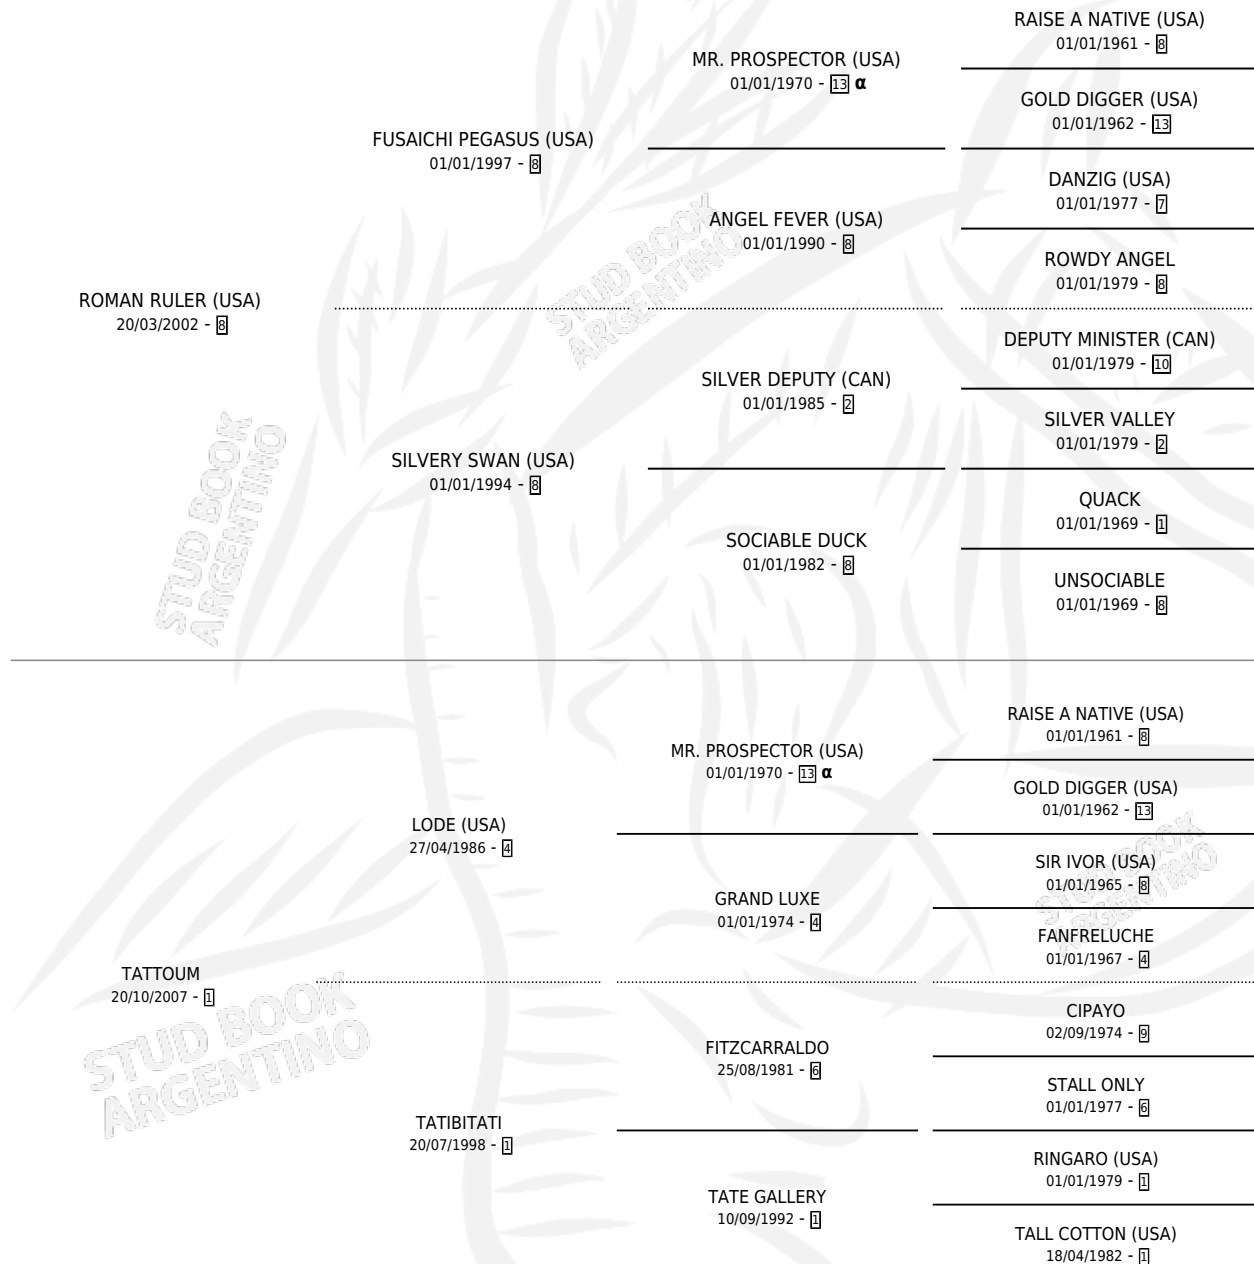 RAISE A NATIVE (USA)
01/01/1961 - 8
MR. PROSPECTOR (USA)
01/01/1970 - 13 α
GOLD DIGGER (USA)
01/01/1962 - 13
FUSAICHI PEGASUS (USA)
01/01/1997 - 8
DANZIG (USA)
01/01/1977 - 7
ANGEL FEVER (USA)
01/01/1990 - 8
ROWDY ANGEL
01/01/1979 - 8
ROMAN RULER (USA)
20/03/2002 - 8
DEPUTY MINISTER (CAN)
01/01/1979 - 10
SILVER DEPUTY (CAN)
01/01/1985 - 2
SILVER VALLEY
01/01/1979 - 2
SILVERY SWAN (USA)
01/01/1994 - 8
QUACK
01/01/1969 - 1
SOCIABLE DUCK
01/01/1982 - 8
UNSOCIABLE
01/01/1969 - 8
RAISE A NATIVE (USA)
01/01/1961 - 8
MR. PROSPECTOR (USA)
01/01/1970 - 13 α
GOLD DIGGER (USA)
01/01/1962 - 13
LODE (USA)
27/04/1986 - 4
SIR IVOR (USA)
01/01/1965 - 8
GRAND LUXE
01/01/1974 - 4
FANFRELUCHE
01/01/1967 - 4
TATTOUM
20/10/2007 - 1
CIPAYO
02/09/1974 - 9
FITZCARRALDO
25/08/1981 - 6
STALL ONLY
01/01/1977 - 6
TATIBITATI
20/07/1998 - 1
RINGARO (USA)
01/01/1979 - 1
TATE GALLERY
10/09/1992 - 1
TALL COTTON (USA)
18/04/1982 - 1
STUD BOOK
ARGENTINO
STUD BOOK
ARGENTINO
STUD BOOK
ARGENTINO
STUD BOOK
ARGENTINO